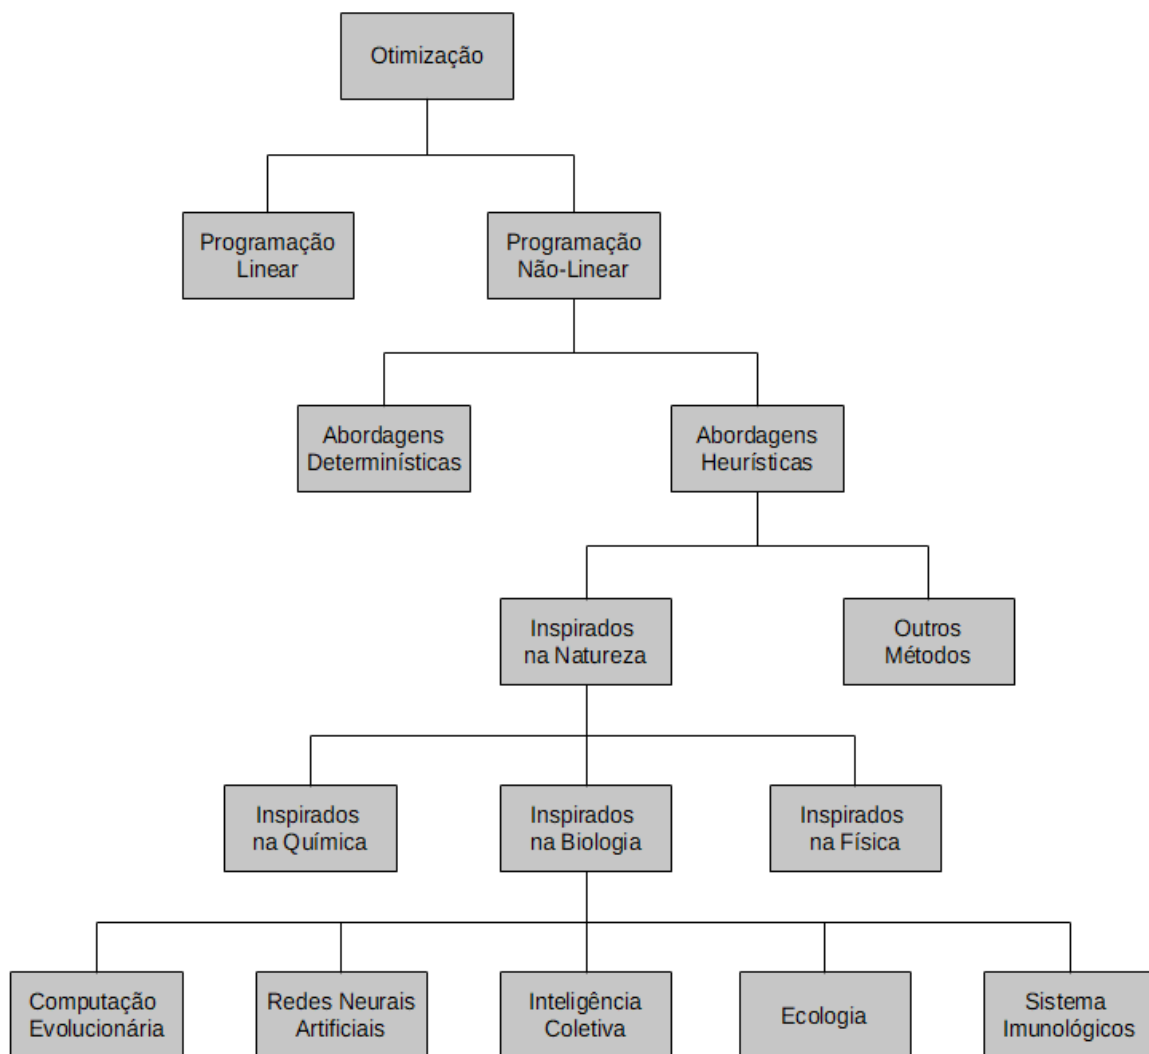 Otimização
Programação
Linear
Programação
Não-Linear
Abordagens
Determinísticas
Abordagens
Heurísticas
Inspirados
na Natureza
Outros
Métodos
Inspirados
na Química
Inspirados
na Biologia
Inspirados
na Física
Computação
Evolucionária
Redes Neurais
Artificiais
Inteligência
Coletiva
Ecologia
Sistema
Imunológicos